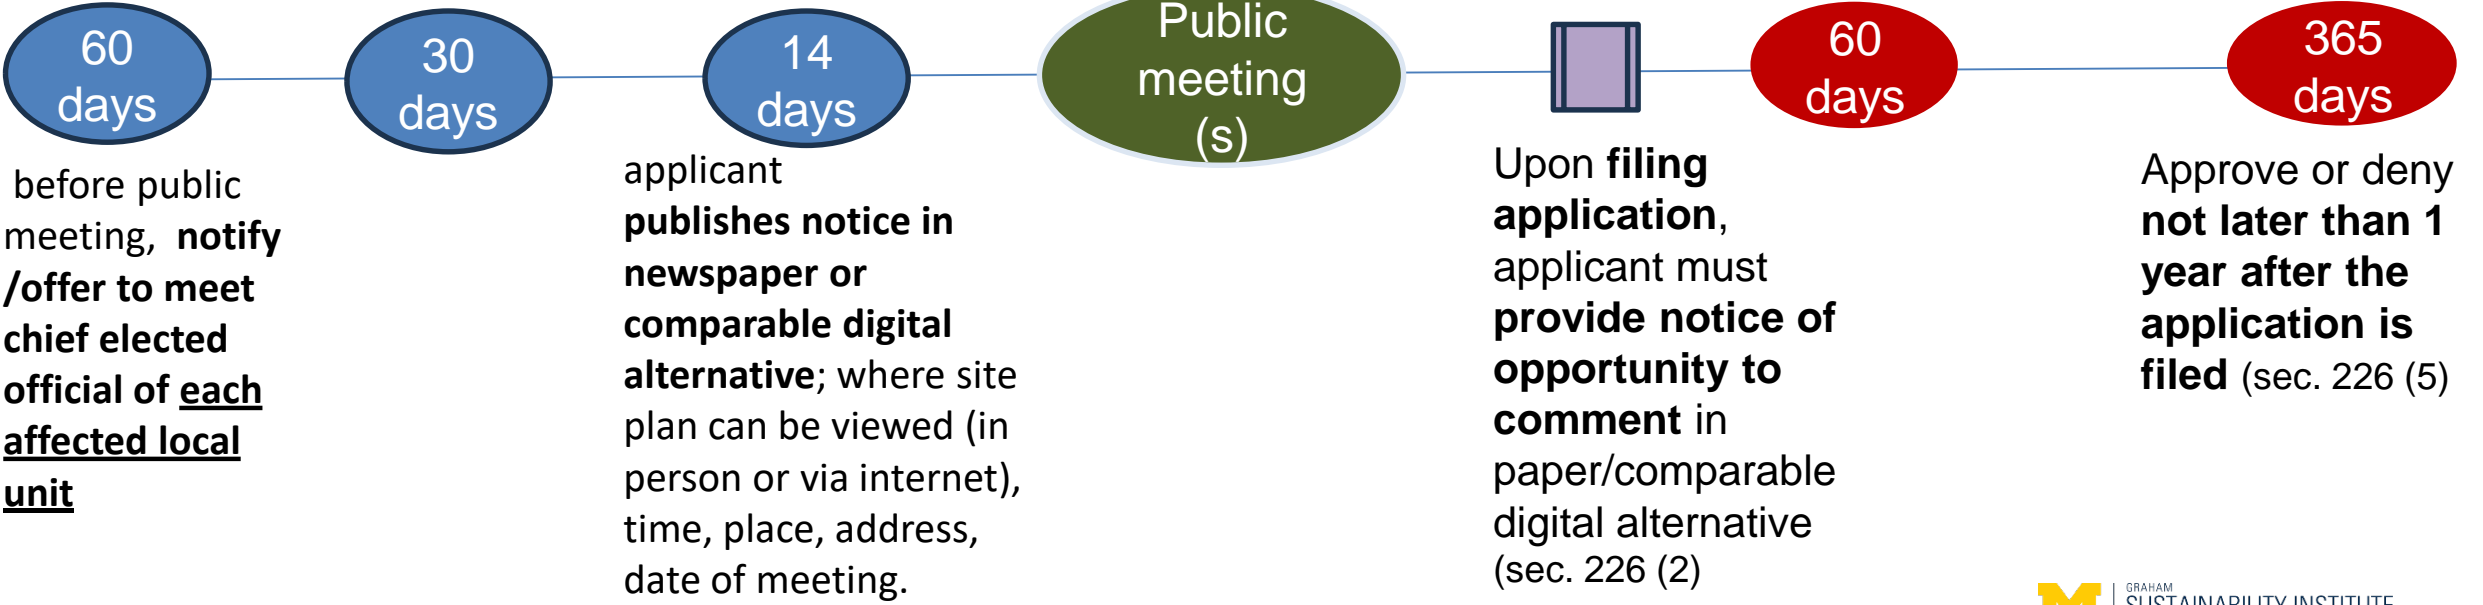 60
days
30
days
14
days
Public
meeting
(s)
60
days
365
days
before public
meeting, notify
/offer to meet
chief elected
official of each
affected local
unit
applicant
publishes notice in
newspaper or
comparable digital
alternative; where site
plan can be viewed (in
person or via internet),
time, place, address,
date of meeting.
Upon filing
application,
applicant must
provide notice of
opportunity to
comment in
paper/comparable
digital alternative
(sec. 226 (2)
Approve or deny
not later than 1
year after the
application is
filed (sec. 226 (5)
GRAHAM
SUSTAINABILITY INSTITUTE